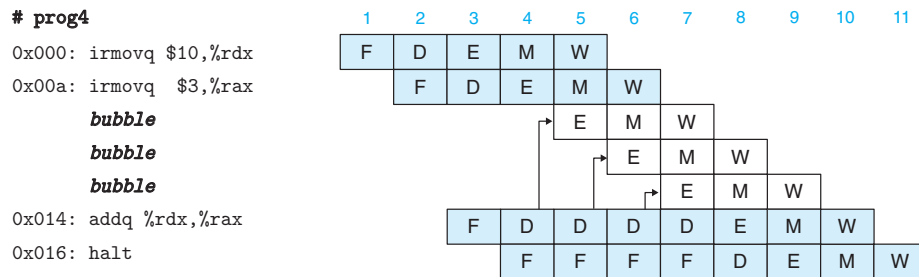 # prog4 1 2 3 4 5 6 7 8 9 10 11
0x000: irmovq $10,%rdx F D E M W
0x00a: irmovq $3,%rax F D E M W
bubble E M W
bubble E M W
bubble E M W
0x014: addq %rdx,%rax F D D D D E M W
0x016: halt F F F F D E M W